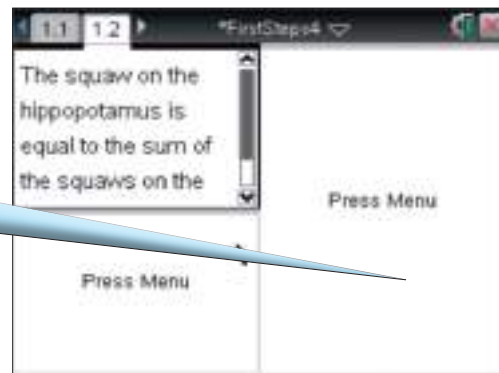 1.1 1.2 *FirstSteps4
The squaw on the
hippopotamus is
equal to the sum of
the squaws on the
Press Menu
Press Menu